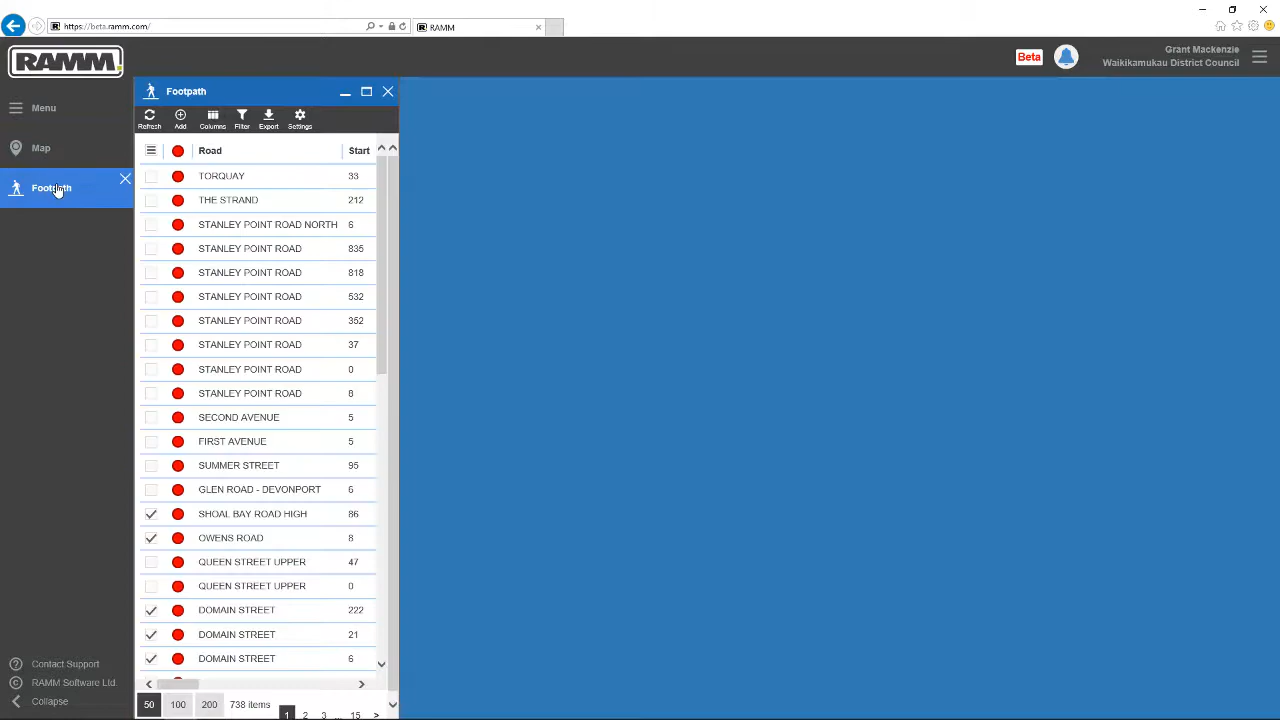 https://beta.ramm.com/
RAMM
RAMM
Beta
Grant Mackenzie
Waikikamukau District Council
Menu
Map
Footpath
Contact Support
RAMM Software Ltd.
Collapse
Footpath
Refresh Add Columns Filter Export Settings
Road Start
TORQUAY 33
THE STRAND 212
STANLEY POINT ROAD NORTH 6
STANLEY POINT ROAD 835
STANLEY POINT ROAD 818
STANLEY POINT ROAD 532
STANLEY POINT ROAD 352
STANLEY POINT ROAD 37
STANLEY POINT ROAD 0
STANLEY POINT ROAD 8
SECOND AVENUE 5
FIRST AVENUE 5
SUMMER STREET 95
GLEN ROAD - DEVONPORT 6
SHOAL BAY ROAD HIGH 86
OWENS ROAD 8
QUEEN STREET UPPER 47
QUEEN STREET UPPER 0
DOMAIN STREET 222
DOMAIN STREET 21
DOMAIN STREET 6
50 100 200 738 items 1 2 3 ... 15 >